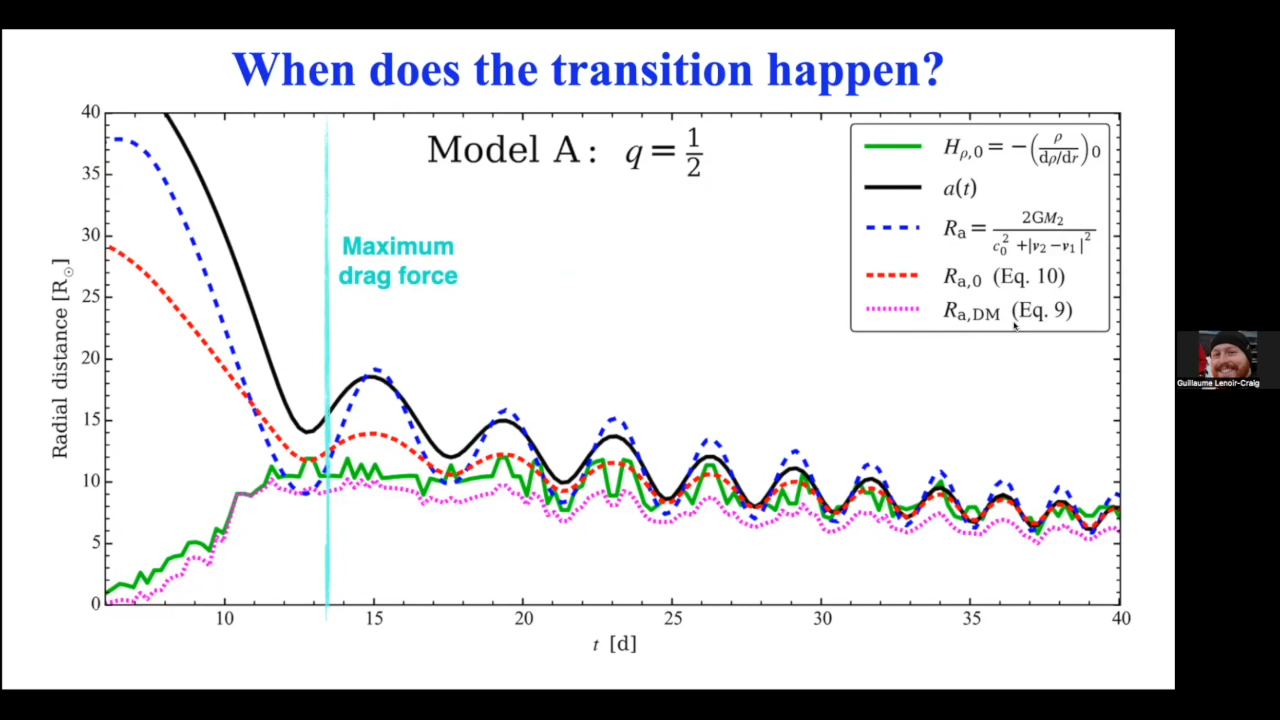 When does the transition happen?
Model A: q = 1/2
Maximum
drag force
H_{ρ,0} = −(ρ / dρ/dr)_0
a(t)
R_a = 2GM_2 / c_0^2 +|v_2 −v_1|^2
R_{a,0} (Eq. 10)
R_{a,DM} (Eq. 9)
Radial distance [R_⊙]
40
35
30
25
20
15
10
5
0
10 15 20 25 30 35 40
t [d]
Guillaume Lenoir-Craig